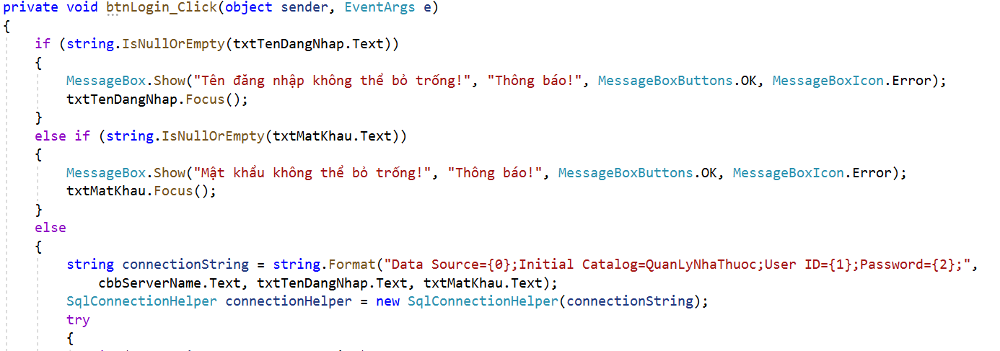 private void btnLogin_Click(object sender, EventArgs e)
{
if (string.IsNullOrEmpty(txtTenDangNhap.Text))
{
MessageBox.Show("Tên đăng nhập không thể bỏ trống!", "Thông báo!", MessageBoxButtons.OK, MessageBoxIcon.Error);
txtTenDangNhap.Focus();
}
else if (string.IsNullOrEmpty(txtMatKhau.Text))
{
MessageBox.Show("Mật khẩu không thể bỏ trống!", "Thông báo!", MessageBoxButtons.OK, MessageBoxIcon.Error);
txtMatKhau.Focus();
}
else
{
string connectionString = string.Format("Data Source={0};Initial Catalog=QuanLyNhaThuoc;User ID={1};Password={2};",
cbbServerName.Text, txtTenDangNhap.Text, txtMatKhau.Text);
SqlConnectionHelper connectionHelper = new SqlConnectionHelper(connectionString);
try
{